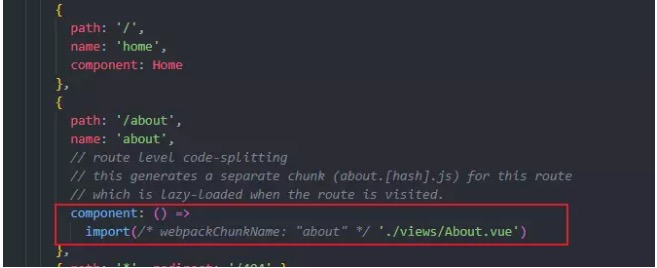 {
path: '/',
name: 'home',
component: Home
},
{
path: '/about',
name: 'about',
// route level code-splitting
// this generates a separate chunk (about.[hash].js) for this route
// which is lazy-loaded when the route is visited.
component: () =>
import(/* webpackChunkName: "about" */ './views/About.vue')
},
{ path: '*', redirect: '/404' }